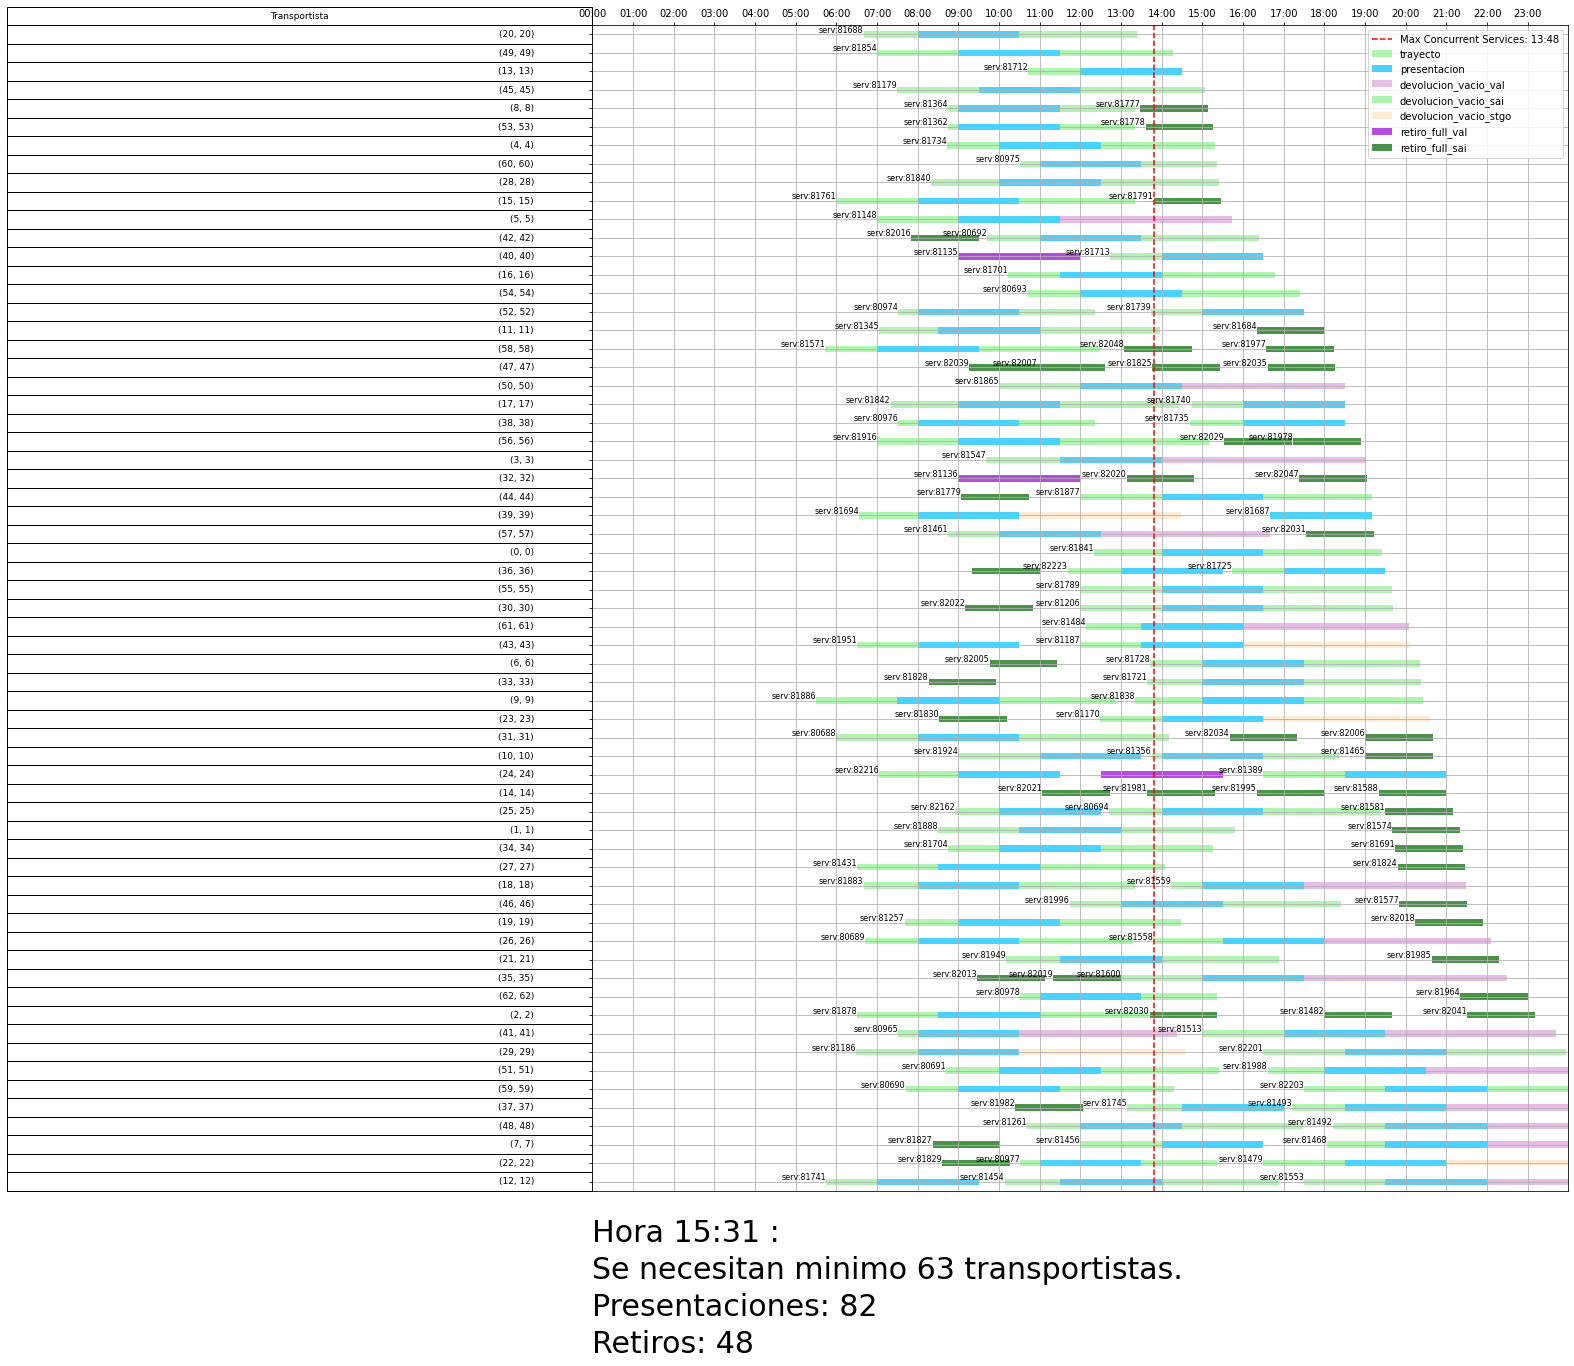 Transportista
00:00 01:00 02:00 03:00 04:00 05:00 06:00 07:00 08:00 09:00 10:00 11:00 12:00 13:00 14:00 15:00 16:00 17:00 18:00 19:00 20:00 21:00 22:00 23:00
Max Concurrent Services: 13:48
trayecto
presentacion
devolucion_vacio_val
devolucion_vacio_sai
devolucion_vacio_stgo
retiro_full_val
retiro_full_sai
(20, 20) serv:81688
(49, 49) serv:81854
(13, 13) serv:81712
(45, 45) serv:81179
(8, 8) serv:81364 serv:81777
(53, 53) serv:81362 serv:81778
(4, 4) serv:81734
(60, 60) serv:80975
(28, 28) serv:81840
(15, 15) serv:81761 serv:81791
(5, 5) serv:81148
(42, 42) serv:82016 serv:80692
(40, 40) serv:81135 serv:81713
(16, 16) serv:81701
(54, 54) serv:80693
(52, 52) serv:80974 serv:81739
(11, 11) serv:81345 serv:81684
(58, 58) serv:81571 serv:82048 serv:81977
(47, 47) serv:82039 serv:82007 serv:81825 serv:82035
(50, 50) serv:81865
(17, 17) serv:81842 serv:81740
(38, 38) serv:80976 serv:81735
(56, 56) serv:81916 serv:82029 serv:81978
(3, 3) serv:81547
(32, 32) serv:81136 serv:82020 serv:82047
(44, 44) serv:81779 serv:81877
(39, 39) serv:81694 serv:81687
(57, 57) serv:81461 serv:82031
(0, 0) serv:81841
(36, 36) serv:82223 serv:81725
(55, 55) serv:81789
(30, 30) serv:82022 serv:81206
(61, 61) serv:81484
(43, 43) serv:81951 serv:81187
(6, 6) serv:82005 serv:81728
(33, 33) serv:81828 serv:81721
(9, 9) serv:81886 serv:81838
(23, 23) serv:81830 serv:81170
(31, 31) serv:80688 serv:82034 serv:82006
(10, 10) serv:81924 serv:81356 serv:81465
(24, 24) serv:82216 serv:81389
(14, 14) serv:82021 serv:81981 serv:81995 serv:81588
(25, 25) serv:82162 serv:80694 serv:81581
(1, 1) serv:81888 serv:81574
(34, 34) serv:81704 serv:81691
(27, 27) serv:81431 serv:81824
(18, 18) serv:81883 serv:81559
(46, 46) serv:81996 serv:81577
(19, 19) serv:81257 serv:82018
(26, 26) serv:80689 serv:81558
(21, 21) serv:81949 serv:81985
(35, 35) serv:82013 serv:82019 serv:81600
(62, 62) serv:80978 serv:81964
(2, 2) serv:81878 serv:82030 serv:81482 serv:82041
(41, 41) serv:80965 serv:81513
(29, 29) serv:81186 serv:82201
(51, 51) serv:80691 serv:81988
(59, 59) serv:80690 serv:82203
(37, 37) serv:81982 serv:81745 serv:81493
(48, 48) serv:81261 serv:81492
(7, 7) serv:81827 serv:81456 serv:81468
(22, 22) serv:81829 serv:80977 serv:81479
(12, 12) serv:81741 serv:81454 serv:81553
Hora 15:31 :
Se necesitan minimo 63 transportistas.
Presentaciones: 82
Retiros: 48